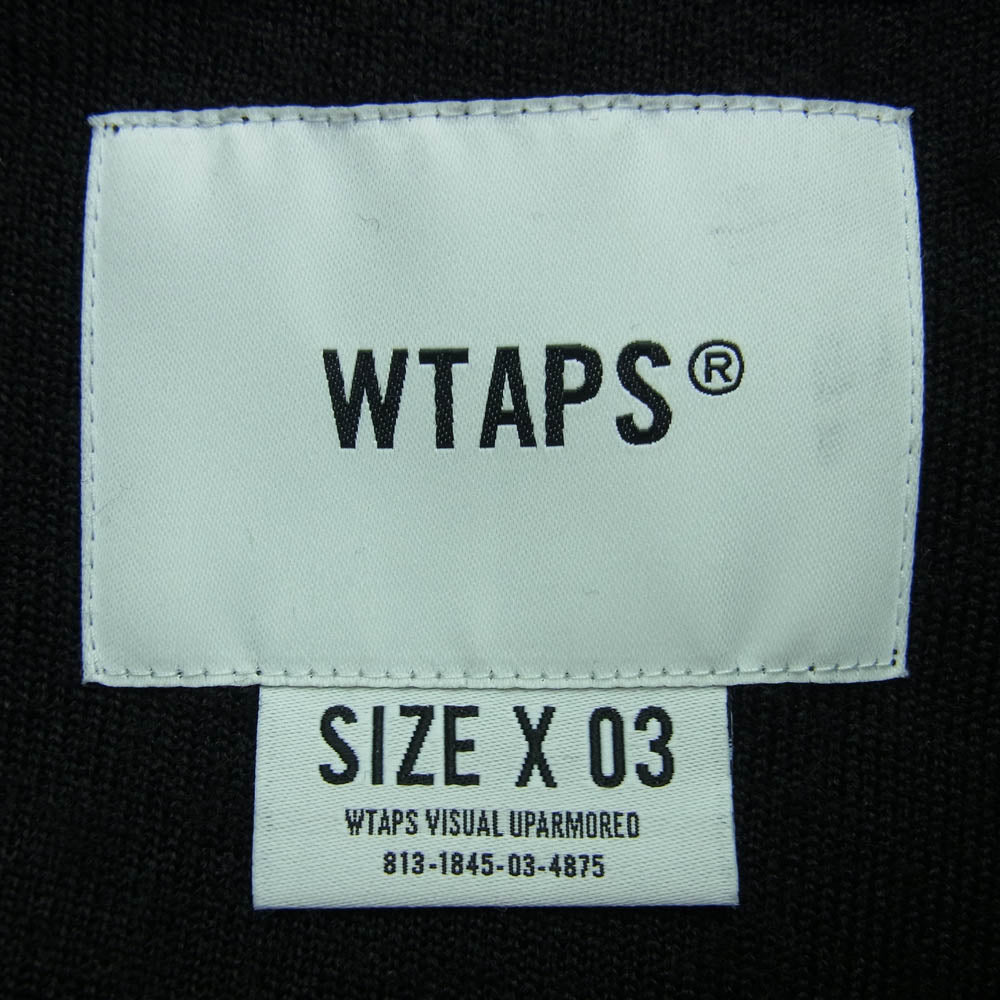 WTAPS®
SIZE X 03
WTAPS VISUAL UPARMORED
813-1845-03-4875